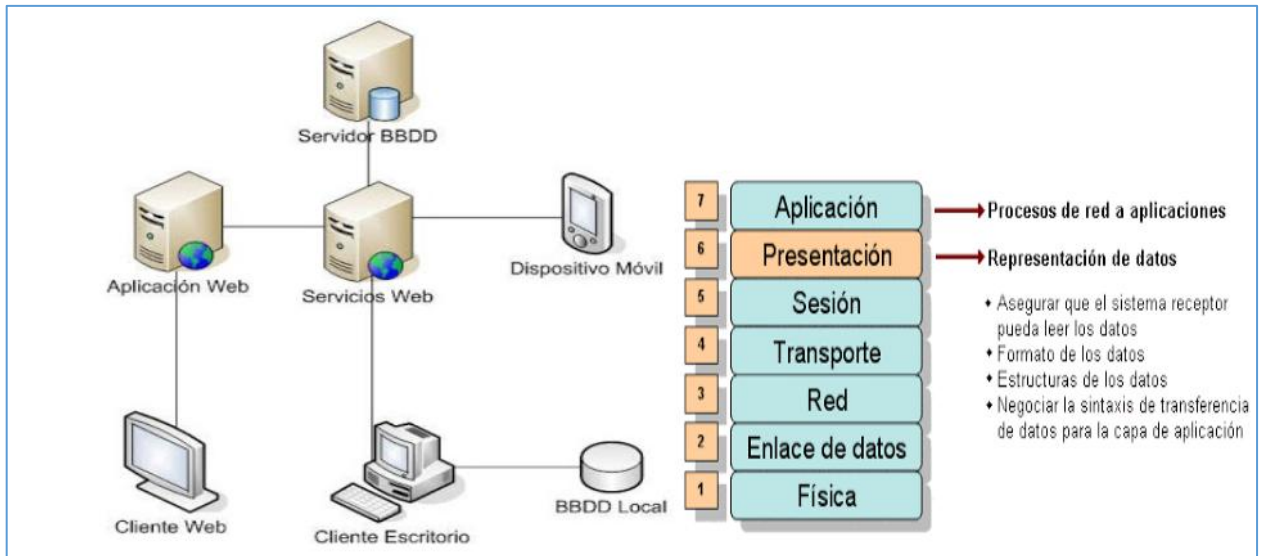 Servidor BBDD
Aplicación Web
Servicios Web
Dispositivo Móvil
Cliente Web
Cliente Escritorio
BBDD Local
7 Aplicación
Procesos de red a aplicaciones
6 Presentación
Representación de datos
5 Sesión
4 Transporte
3 Red
2 Enlace de datos
1 Física
Asegurar que el sistema receptor
pueda leer los datos
Formato de los datos
Estructuras de los datos
Negociar la sintaxis de transferencia
de datos para la capa de aplicación